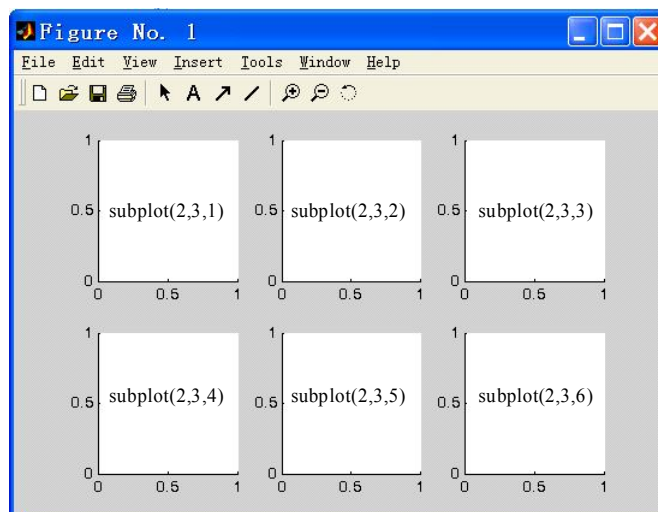 Figure No. 1
File Edit View Insert Tools Window Help
A
1 1 1
0.5 subplot(2,3,1) 0.5 subplot(2,3,2) 0.5 subplot(2,3,3)
0 0 0
0 0.5 1 0 0.5 1 0 0.5 1
1 1 1
0.5 subplot(2,3,4) 0.5 subplot(2,3,5) 0.5 subplot(2,3,6)
0 0 0
0 0.5 1 0 0.5 1 0 0.5 1